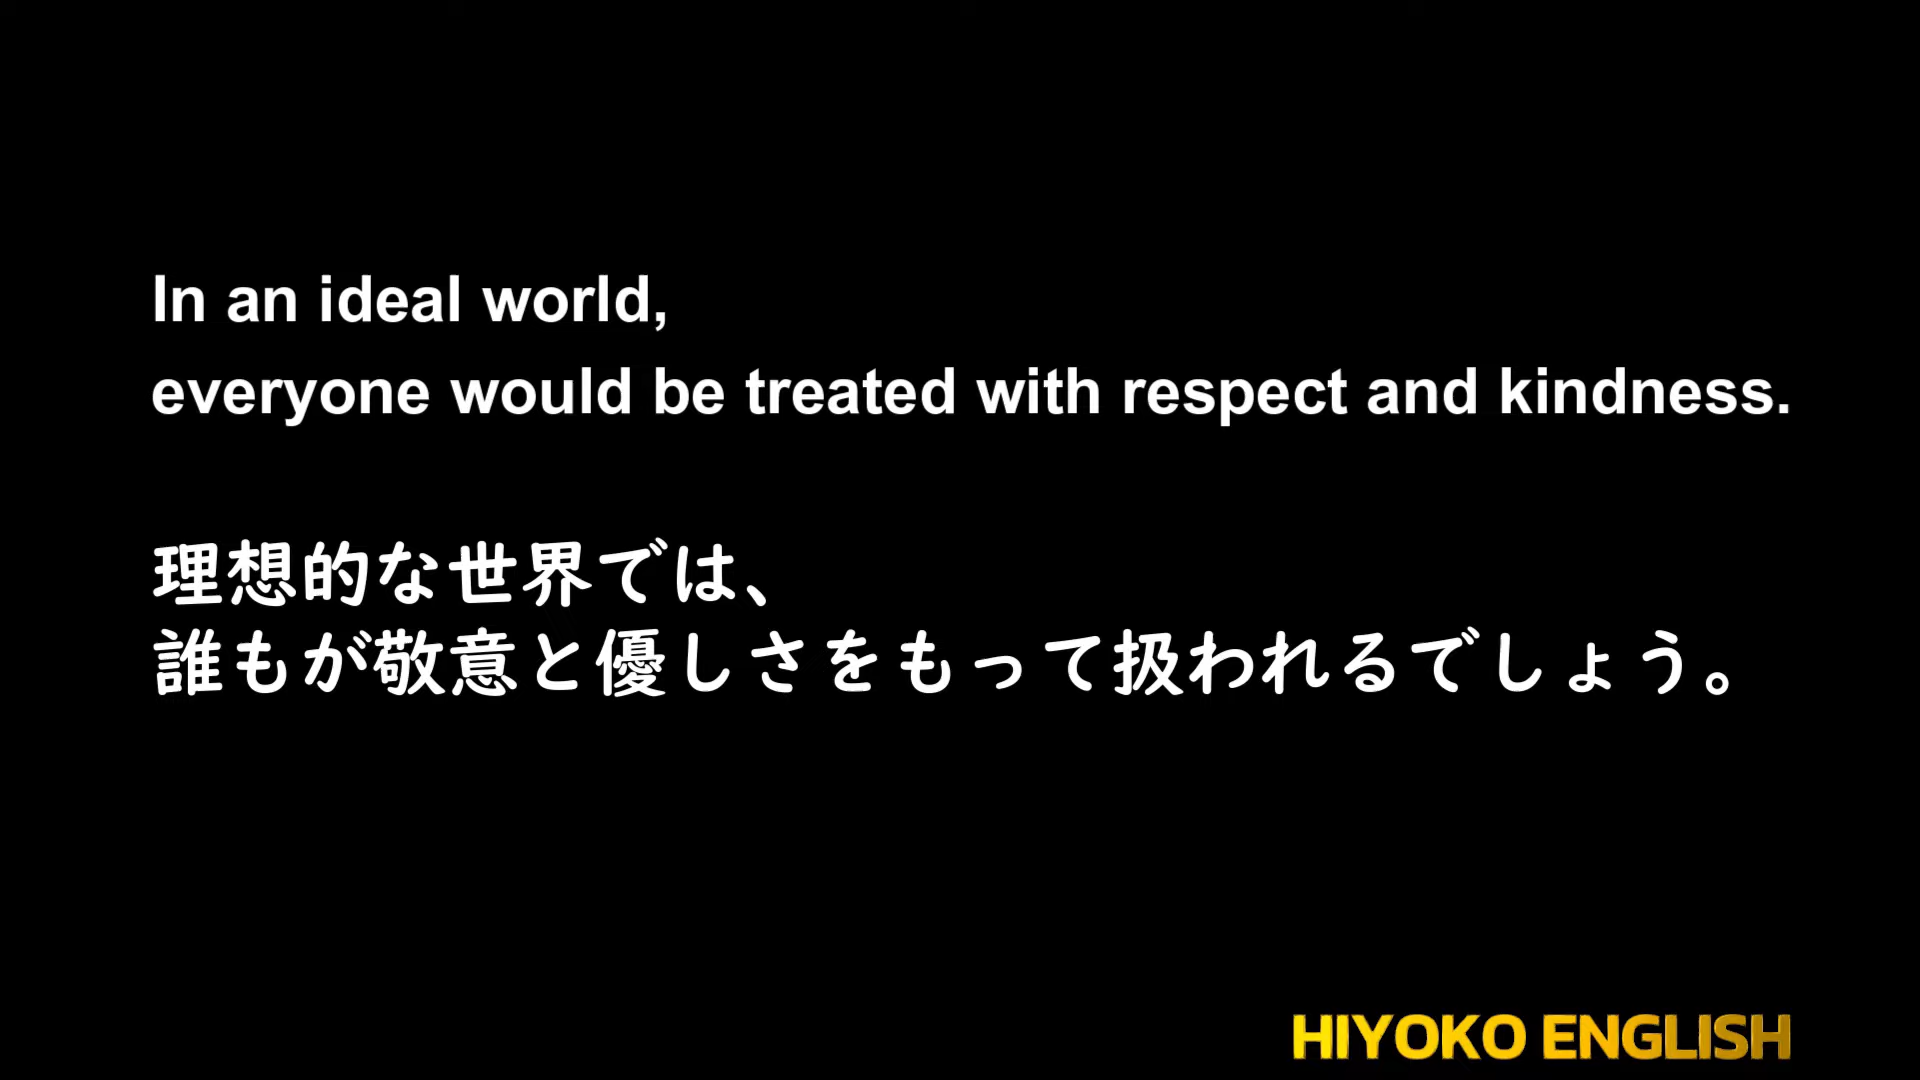 In an ideal world,
everyone would be treated with respect and kindness.
理想的な世界では、
誰もが敬意と優しさをもって扱われるでしょう。
HIYOKO ENGLISH